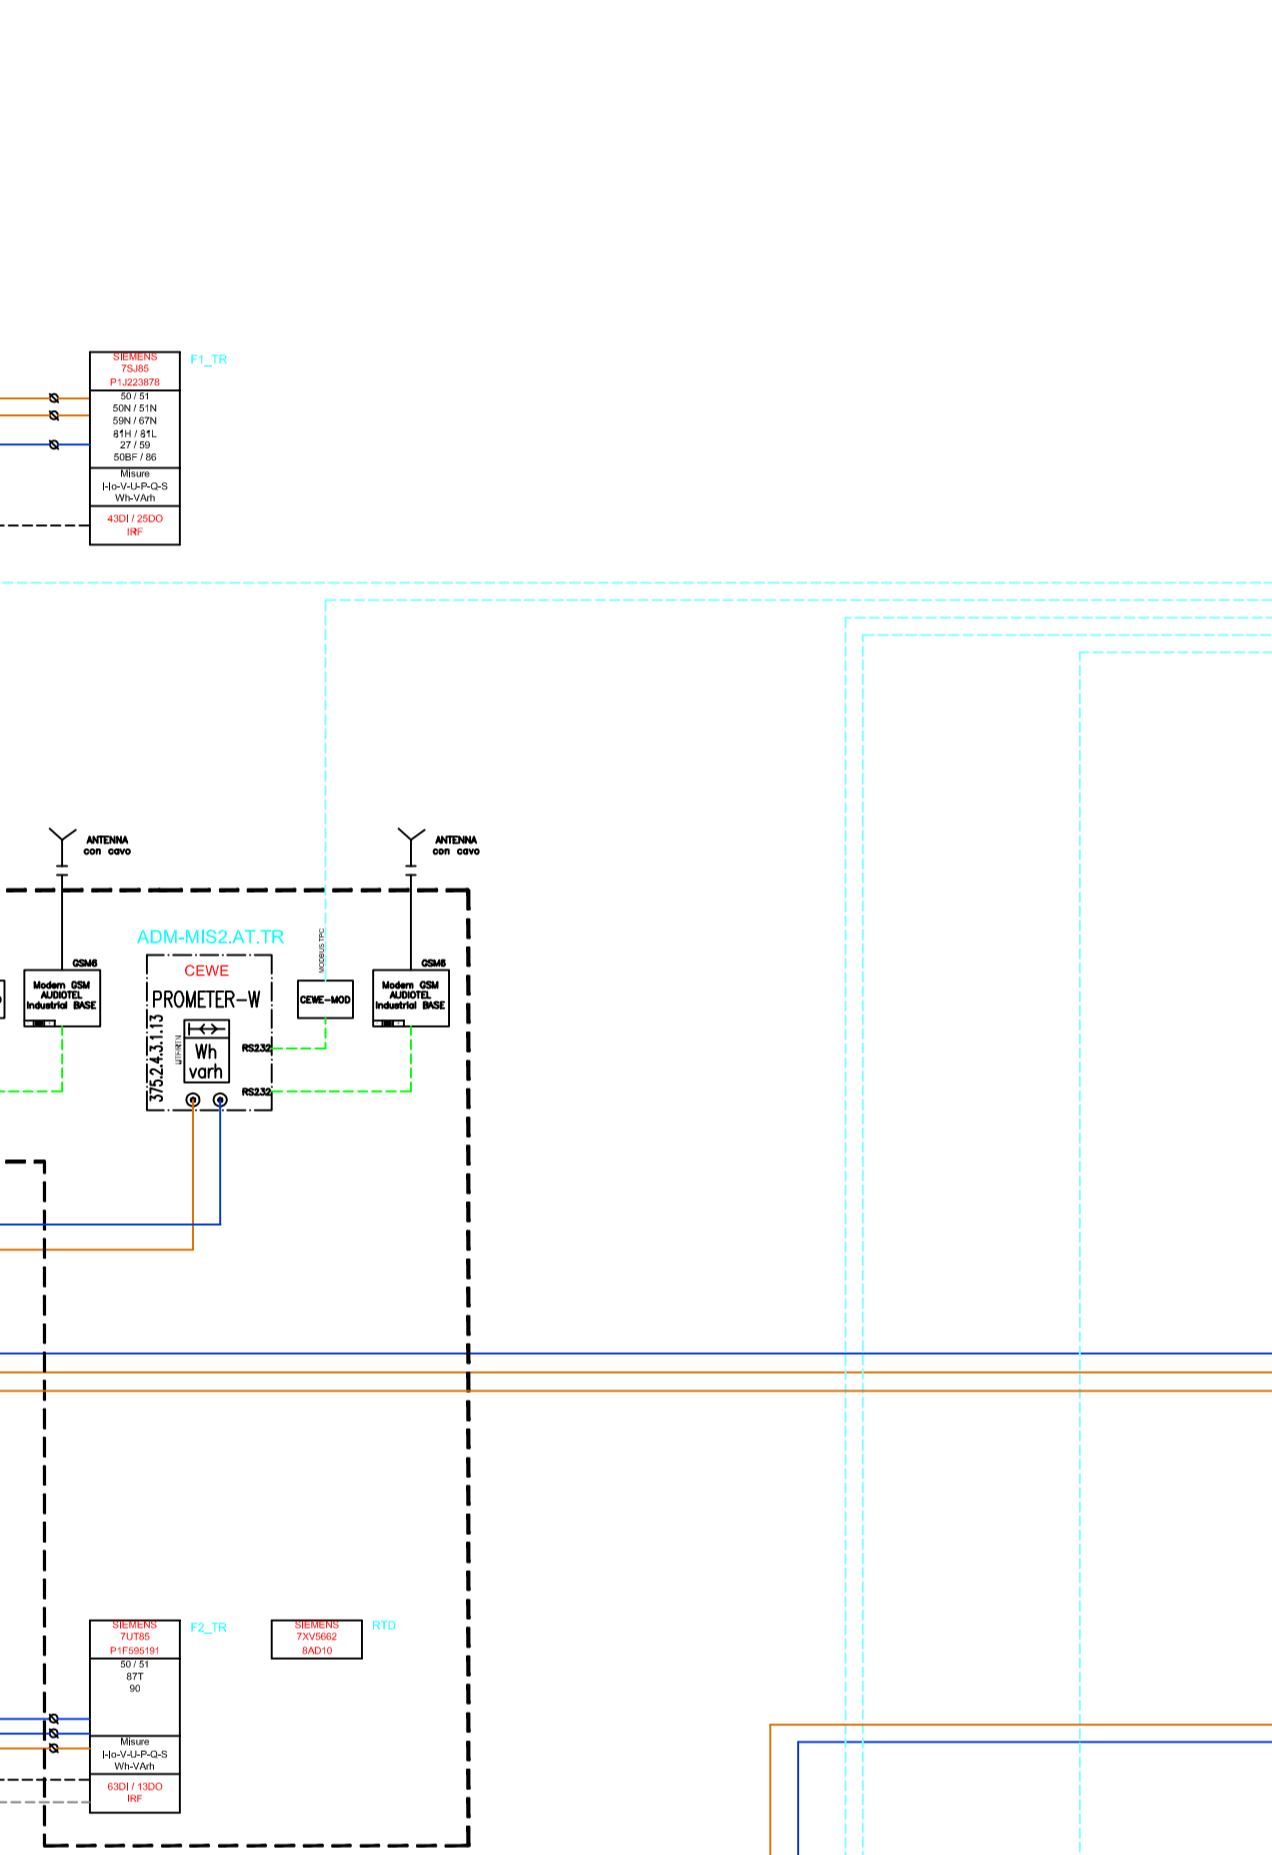 SIEMENS
7SJ85
P1J223878
F1_TR
50 / 51
50N / 51N
59N / 67N
81H / 81L
27 / 59
50BF / 86
Misure
I-Io-V-U-P-Q-S
Wh-VArh
43DI / 25DO
IRF
ANTENNA
con cavo
ANTENNA
con cavo
ADM-MIS2.AT.TR
MODBUS TPC
GSM6
Modem GSM
AUDIOTEL
Industrial BASE
CEWE
PROMETER-W
375.2.4.3.1.13
UTF/RTN
Wh
varh
RS232
RS232
CEWE-MOD
GSM5
Modem GSM
AUDIOTEL
Industrial BASE
SIEMENS
7UT85
P1F595191
F2_TR
50 / 51
87T
90
Misure
I-Io-V-U-P-Q-S
Wh-VArh
63DI / 13DO
IRF
SIEMENS
7XV5662
8AD10
RTD